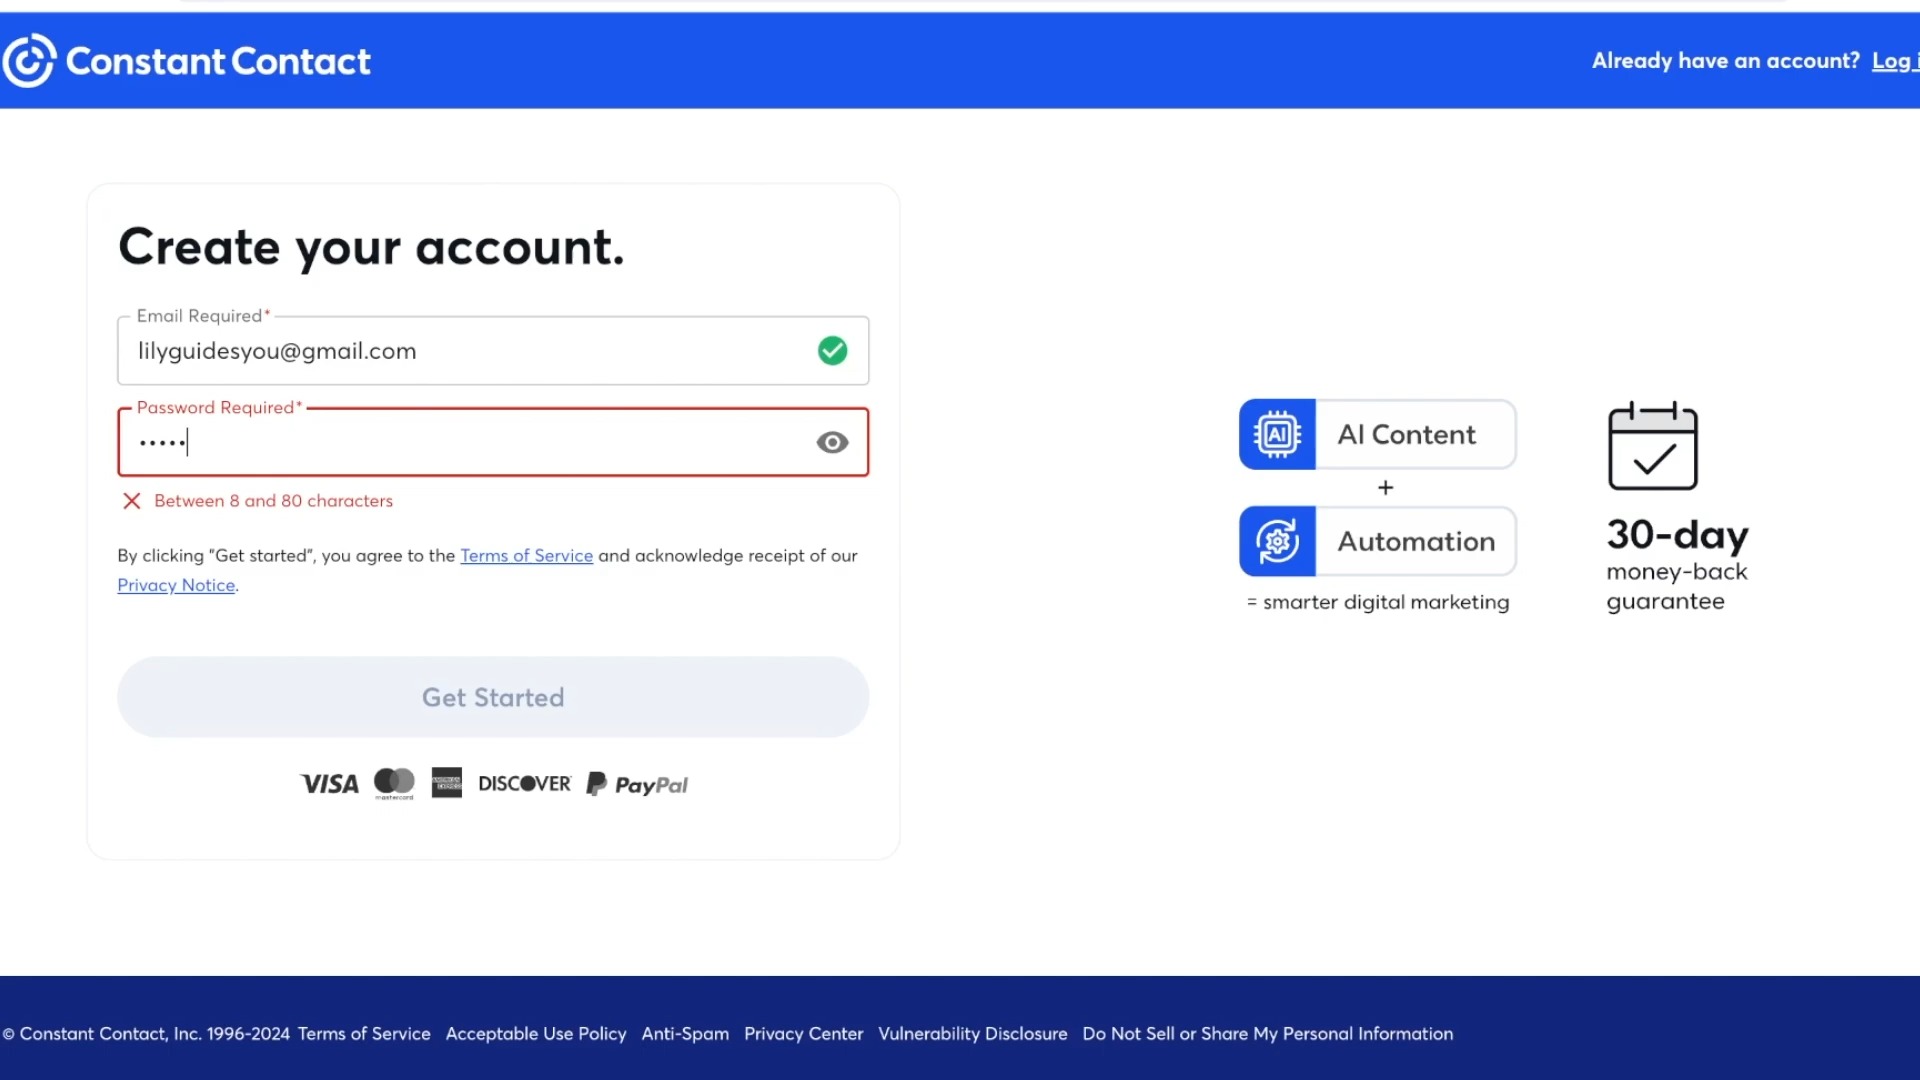 Constant Contact
Already have an account? Log i
Create your account.
Email Required*
lilyguidesyou@gmail.com
Password Required*
•••••
Between 8 and 80 characters
By clicking "Get started", you agree to the Terms of Service and acknowledge receipt of our
Privacy Notice.
Get Started
VISA mastercard AMERICAN EXPRESS DISCOVER PayPal
AI AI Content
+
Automation
= smarter digital marketing
30-day
money-back
guarantee
© Constant Contact, Inc. 1996-2024 Terms of Service Acceptable Use Policy Anti-Spam Privacy Center Vulnerability Disclosure Do Not Sell or Share My Personal Information